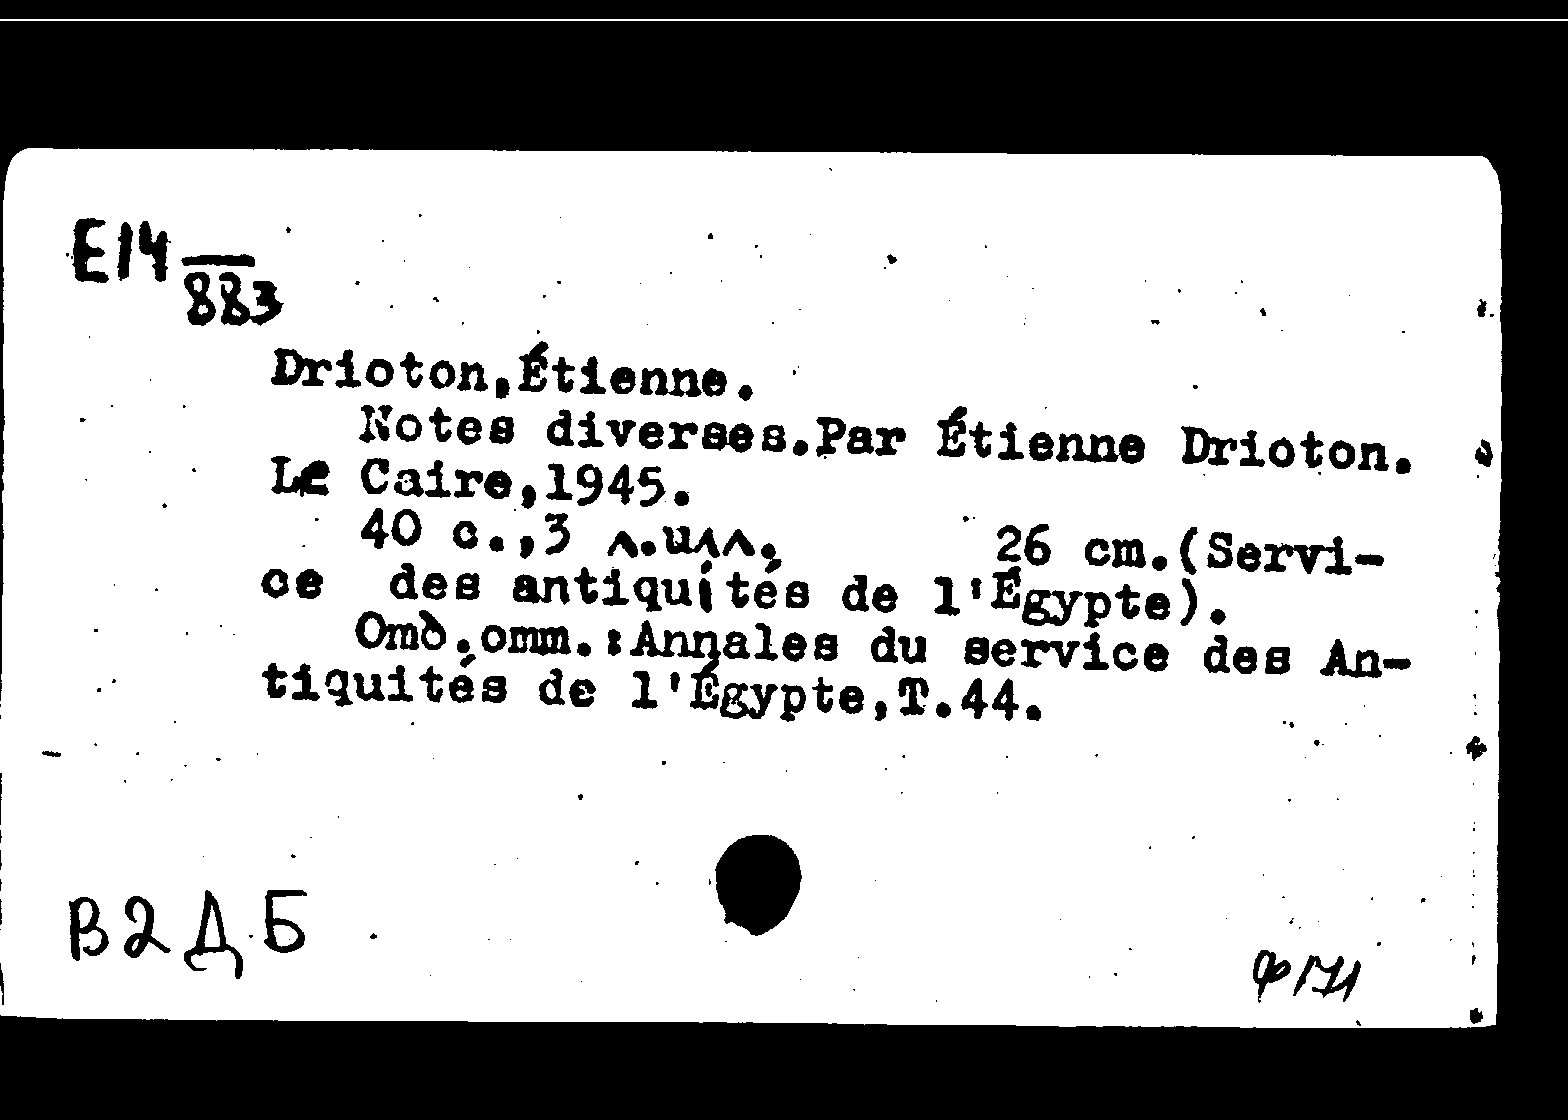 E14
883
Drioton,Étienne.
Notes diverses.Par Étienne Drioton.
Le Caire,1945.
40 с.,3 л.илл. 26 cm.(Servi-
ce des antiquités de l'Égypte).
Отд.отт.:Annales du service des An-
tiquités de l'Égypte,T.44.
В2ДБ